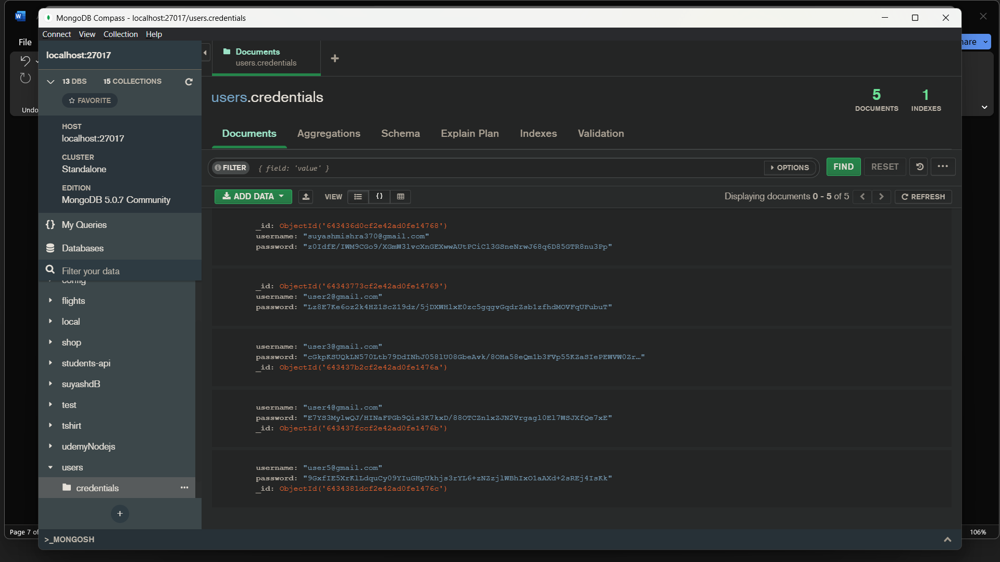 MongoDB Compass - localhost:27017/users.credentials
Connect View Collection Help
File
Undo
localhost:27017
13 DBS 15 COLLECTIONS
FAVORITE
HOST
localhost:27017
CLUSTER
Standalone
EDITION
MongoDB 5.0.7 Community
{} My Queries
Databases
Filter your data
config
flights
local
shop
students-api
suyashdB
test
tshirt
udemyNodejs
users
credentials
+
Documents
users.credentials
+
users.credentials
5
DOCUMENTS
1
INDEXES
Documents Aggregations Schema Explain Plan Indexes Validation
FILTER { field: 'value' } OPTIONS FIND RESET
ADD DATA VIEW {} Displaying documents 0 - 5 of 5 REFRESH
_id: ObjectId('643436d0cf2e42ad0fe14768')
username: "suyashmishra370@gmail.com"
password: "z0IdfE/IWM9CGo9/XGmW3lvcXnGEXwwAUtPCiCl3GSneNrwJ68q6D85GTR8nu3Pp"
_id: ObjectId('64343773cf2e42ad0fe14769')
username: "user2@gmail.com"
password: "Lz8E7Ke6oz2k4HZ1ScZ19dz/5jDXWHlxE0zc5gqgvGqdrZsb1zfhdMOVFqUFubuT"
username: "user3@gmail.com"
password: "cGkpKSUQkLN570Ltb79DdINhJ058lU08GbeAvk/8OHa58eQm1b3FVp55KZaSIePEWVW0Zr…"
_id: ObjectId('643437b2cf2e42ad0fe1476a')
username: "user4@gmail.com"
password: "E7YS3MylwQJ/HINaFPGb9Qis3K7kxD/88OTCZnlxZJN2Vrgagl0El7WSJXfQe7xE"
_id: ObjectId('643437fccf2e42ad0fe1476b')
username: "user5@gmail.com"
password: "9GxfIE5XrKlLdquCy09YIuGHpUkhjs3rYL6+zNZzjlWBhIxO1aAXd+2sREj4IsKk"
_id: ObjectId('6434381dcf2e42ad0fe1476c')
>_MONGOSH
Page 7 of
106%